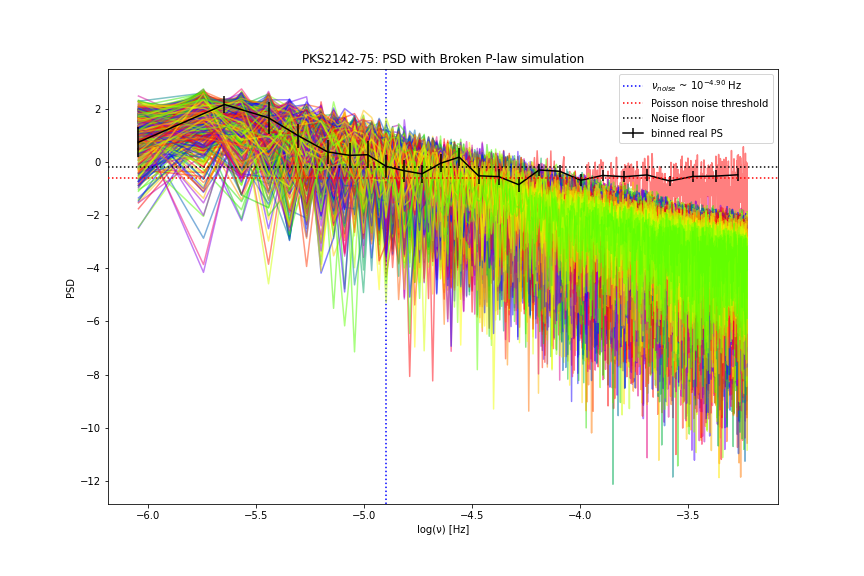 PKS2142-75: PSD with Broken P-law simulation
ν_noise ~ 10^−4.90 Hz
Poisson noise threshold
Noise floor
binned real PS
PSD
2
0
−2
−4
−6
−8
−10
−12
−6.0 −5.5 −5.0 −4.5 −4.0 −3.5
log(ν) [Hz]